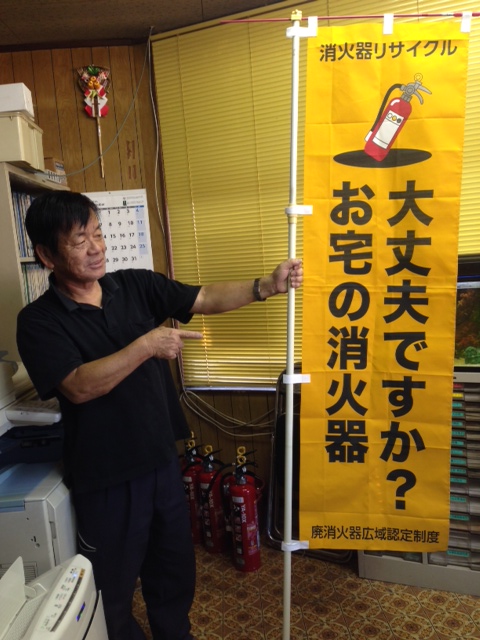 消火器リサイクル
大丈夫ですか?
お宅の消火器
廃消火器広域認定制度